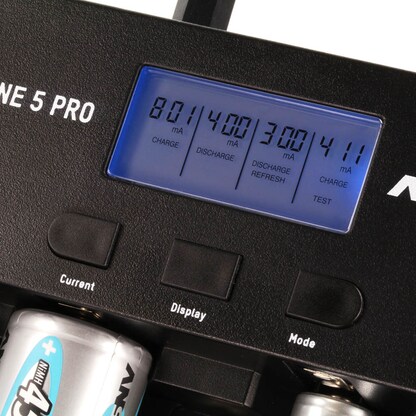 NE 5 PRO
801 400 300 411
mA mA mA mA
CHARGE DISCHARGE DISCHARGE CHARGE
REFRESH TEST
Current Display Mode